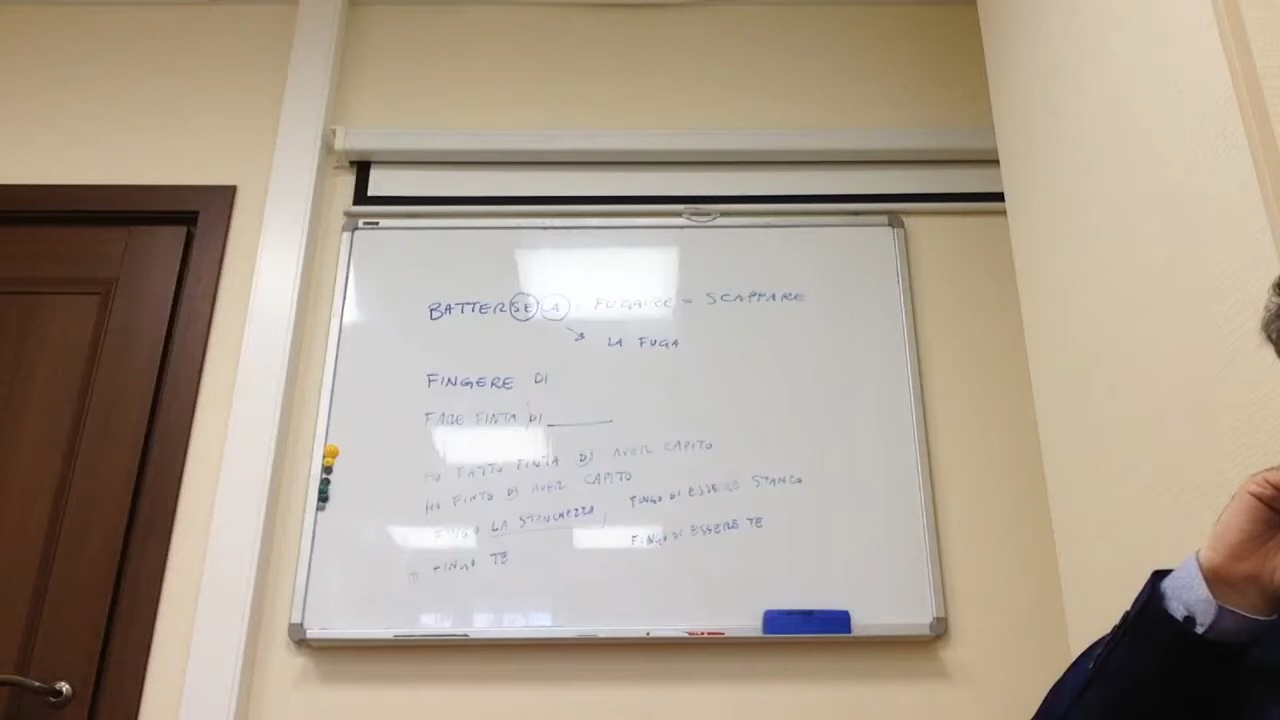 BATTERSELA = FUGGIRE = SCAPPARE
LA FUGA
FINGERE DI
FARE FINTA DI
HO FATTO FINTA DI AVER CAPITO
HO FINTO DI AVER CAPITO
FINGO DI ESSERE STANCO
FINGO LA STANCHEZZA
FINGO DI ESSERE TE
FINGO TE